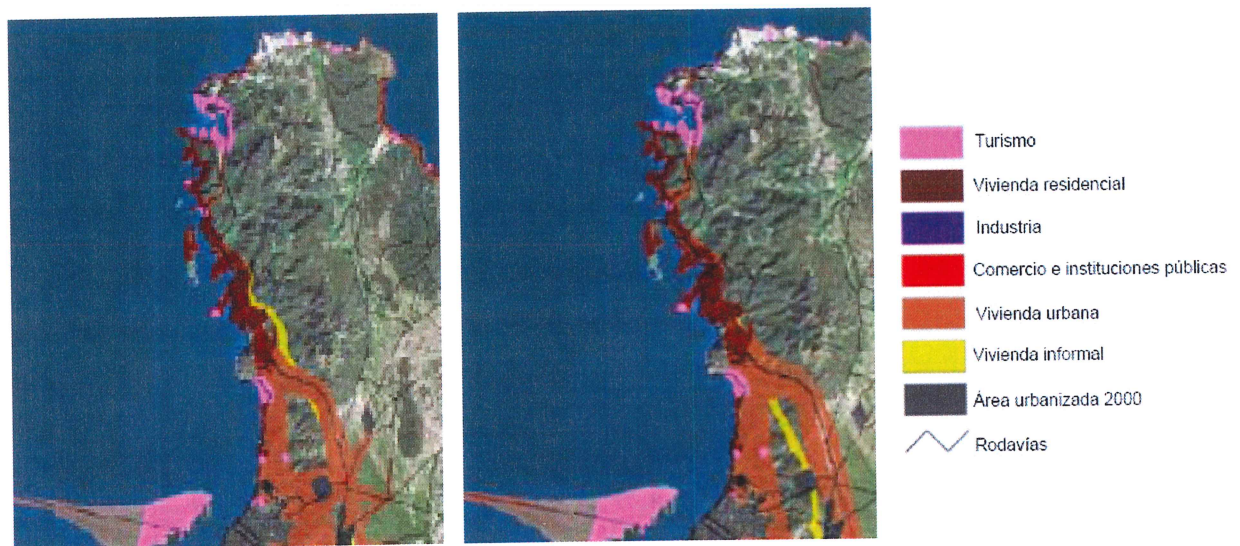 Turismo
Vivienda residencial
Industria
Comercio e instituciones públicas
Vivienda urbana
Vivienda informal
Área urbanizada 2000
Rodavías